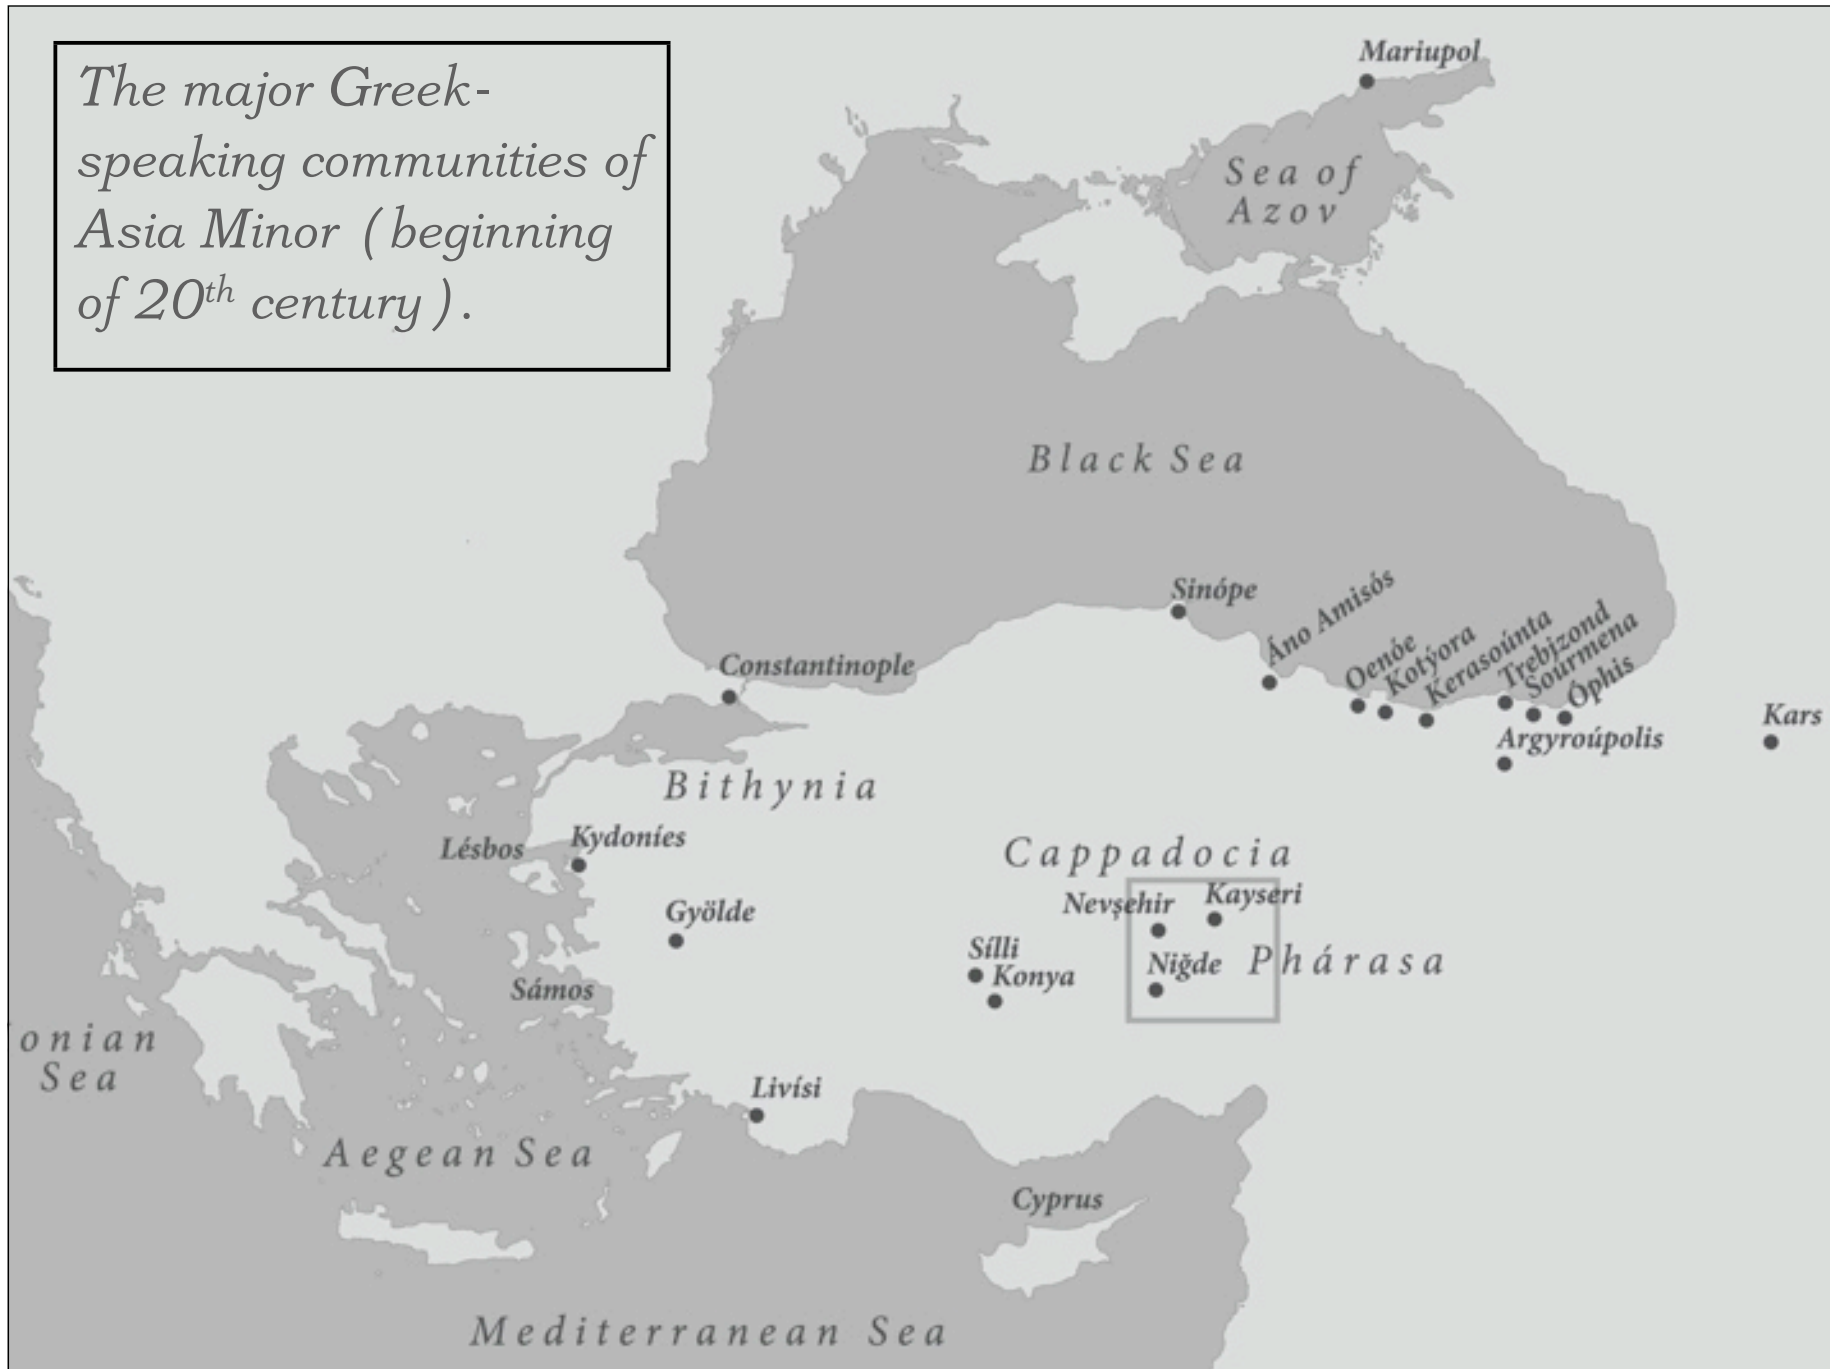 The major Greek-
speaking communities of
Asia Minor (beginning
of 20th century).
Mariupol
Sea of
Azov
Black Sea
Sinópe
Áno Amisós
Oenóe
Kotýora
Kerasoúnta
Trebizond
Soúrmena
Óphis
Constantinople
Kars
Argyroúpolis
Bithynia
Kydoníes
Lésbos
Cappadocia
Kayseri
Nevşehir
Gyölde
Sílli
Konya
Niğde
Phárasa
Sámos
onian
Sea
Livísi
Aegean Sea
Cyprus
Mediterranean Sea